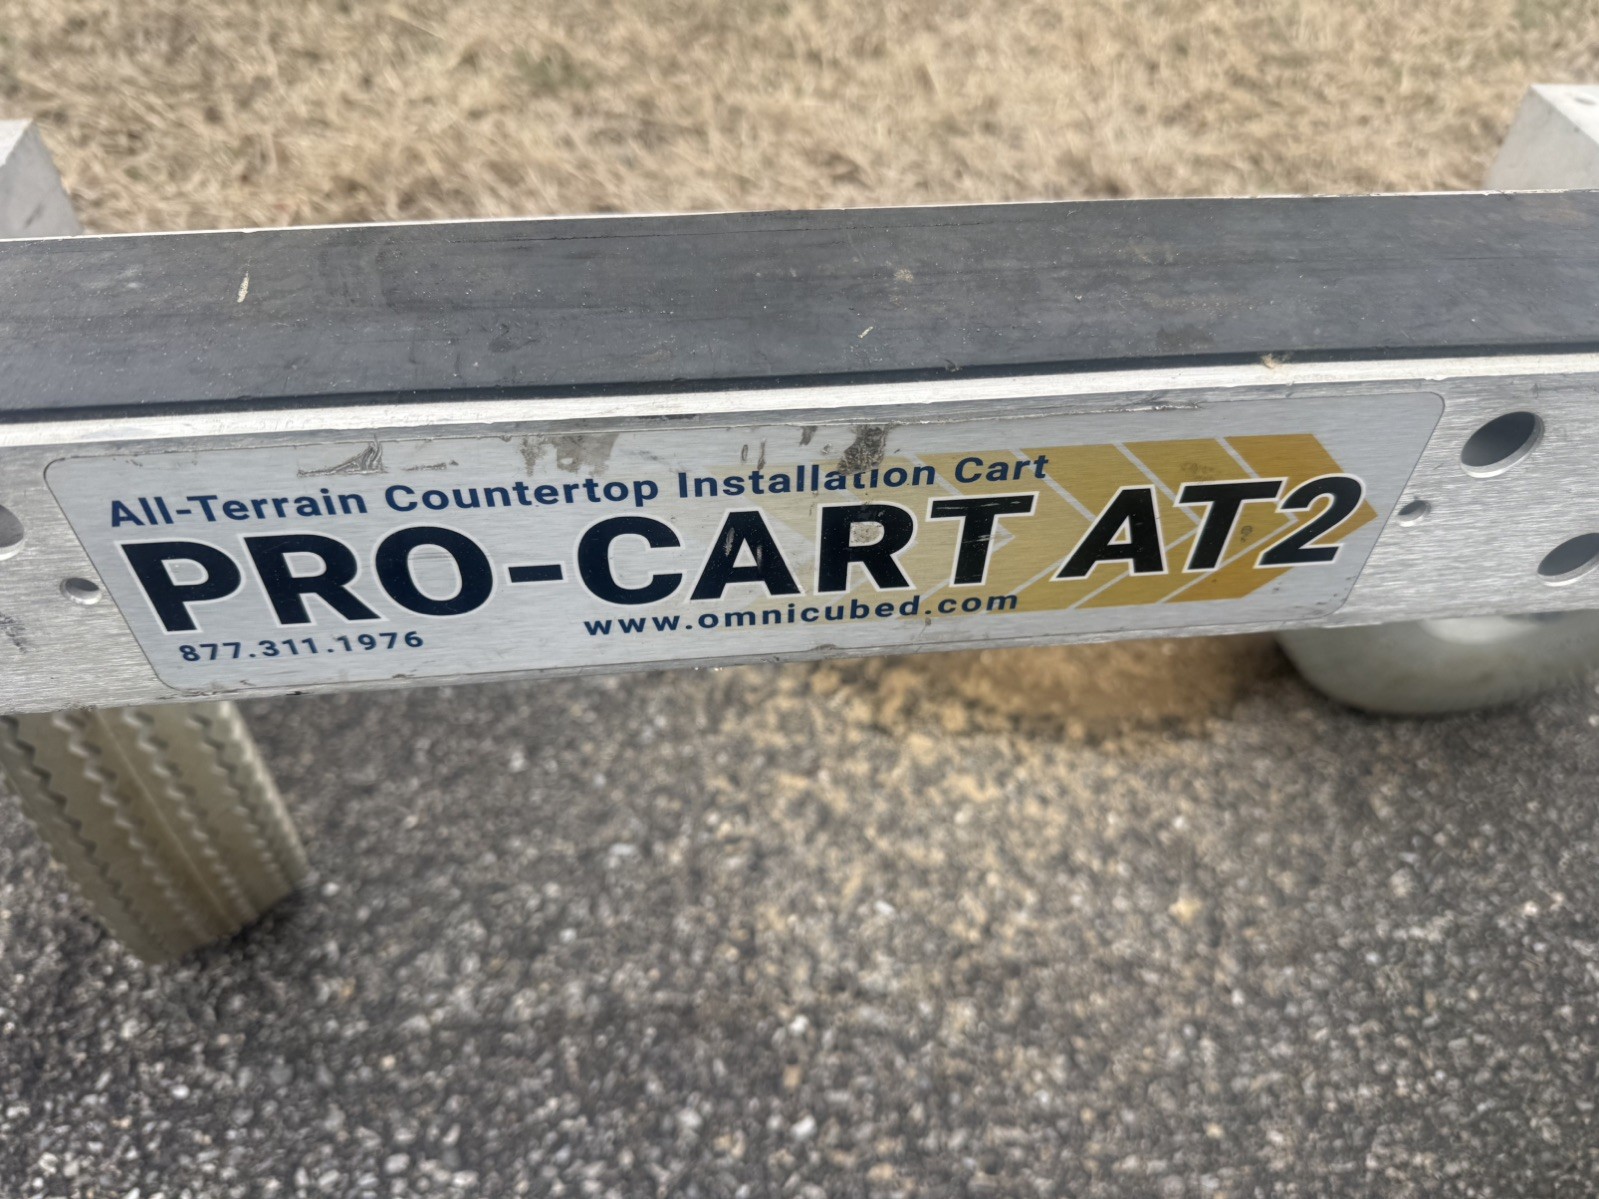 All-Terrain Countertop Installation Cart
PRO-CART AT2
877.311.1976
www.omnicubed.com